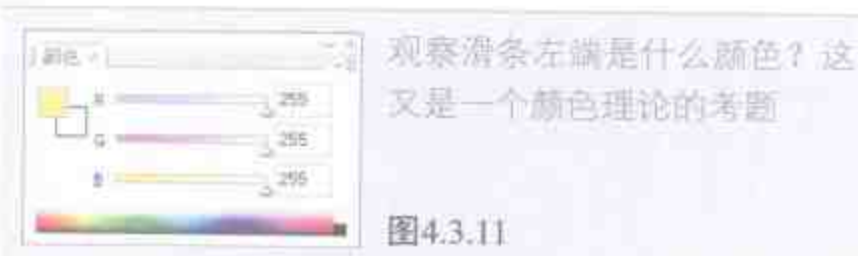 颜色 ×
R 255
G 255
B 255
观察滑条左端是什么颜色？这
又是一个颜色理论的考题
图4.3.11